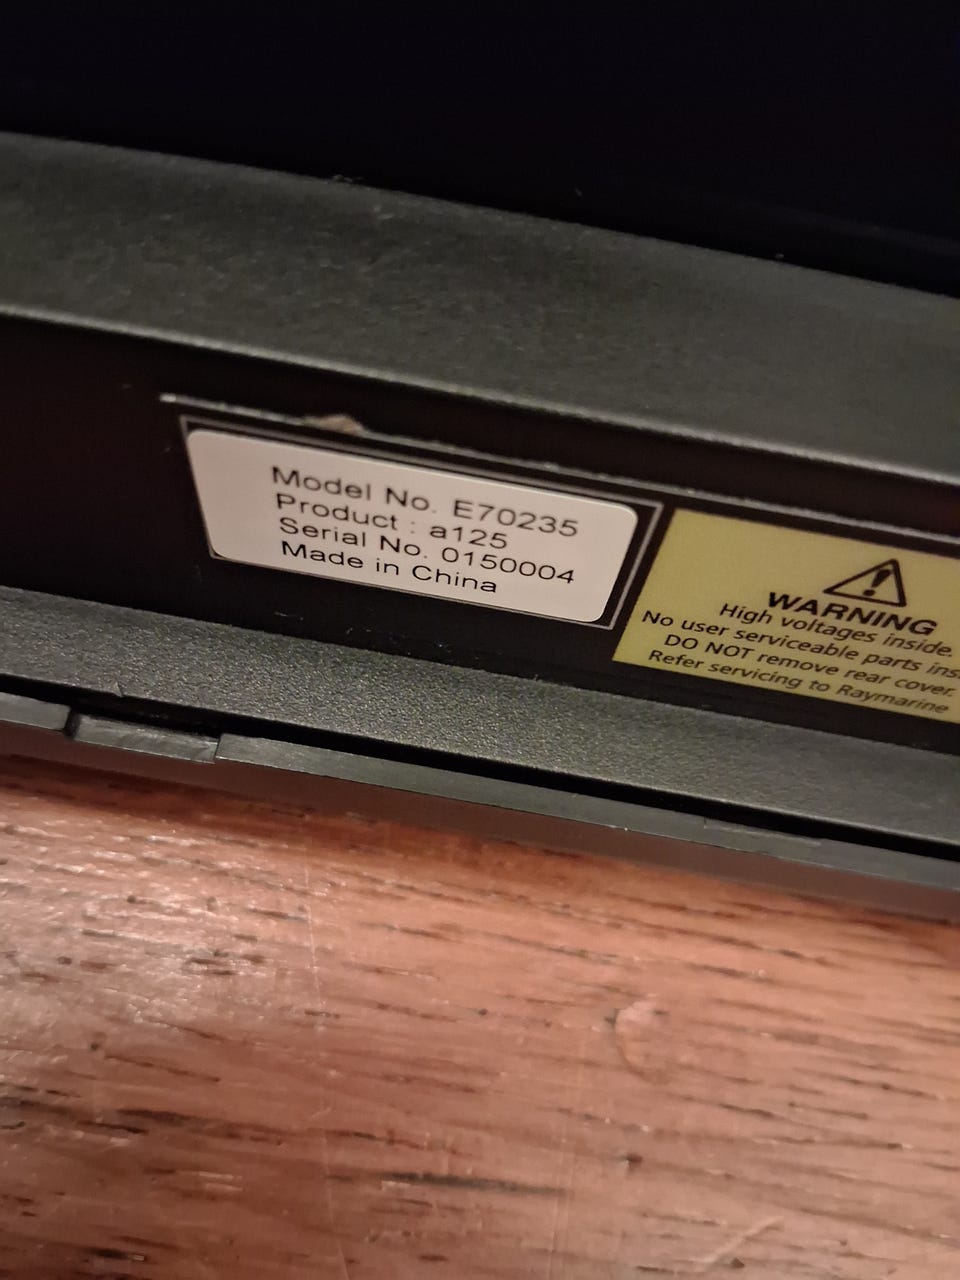 Model No. E70235
Product : a125
Serial No. 0150004
Made in China
WARNING
High voltages inside.
No user serviceable parts ins
DO NOT remove rear cover.
Refer servicing to Raymarine